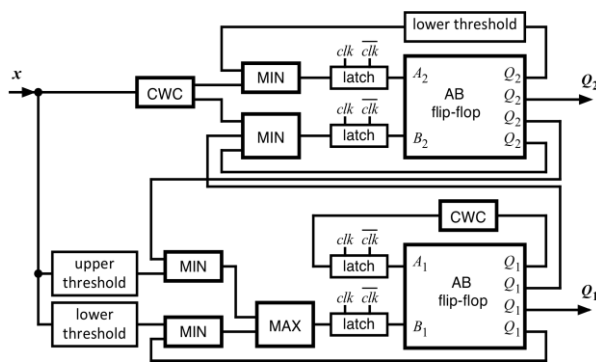 lower threshold
x
clk clk
MIN
latch
A2
AB
flip-flop
Q2
Q2
Q2
Q2
Q2
CWC
MIN
clk clk
latch
B2
CWC
clk clk
latch
A1
AB
flip-flop
Q1
Q1
Q1
Q1
Q1
upper
threshold
MIN
lower
threshold
MIN
MAX
clk clk
latch
B1